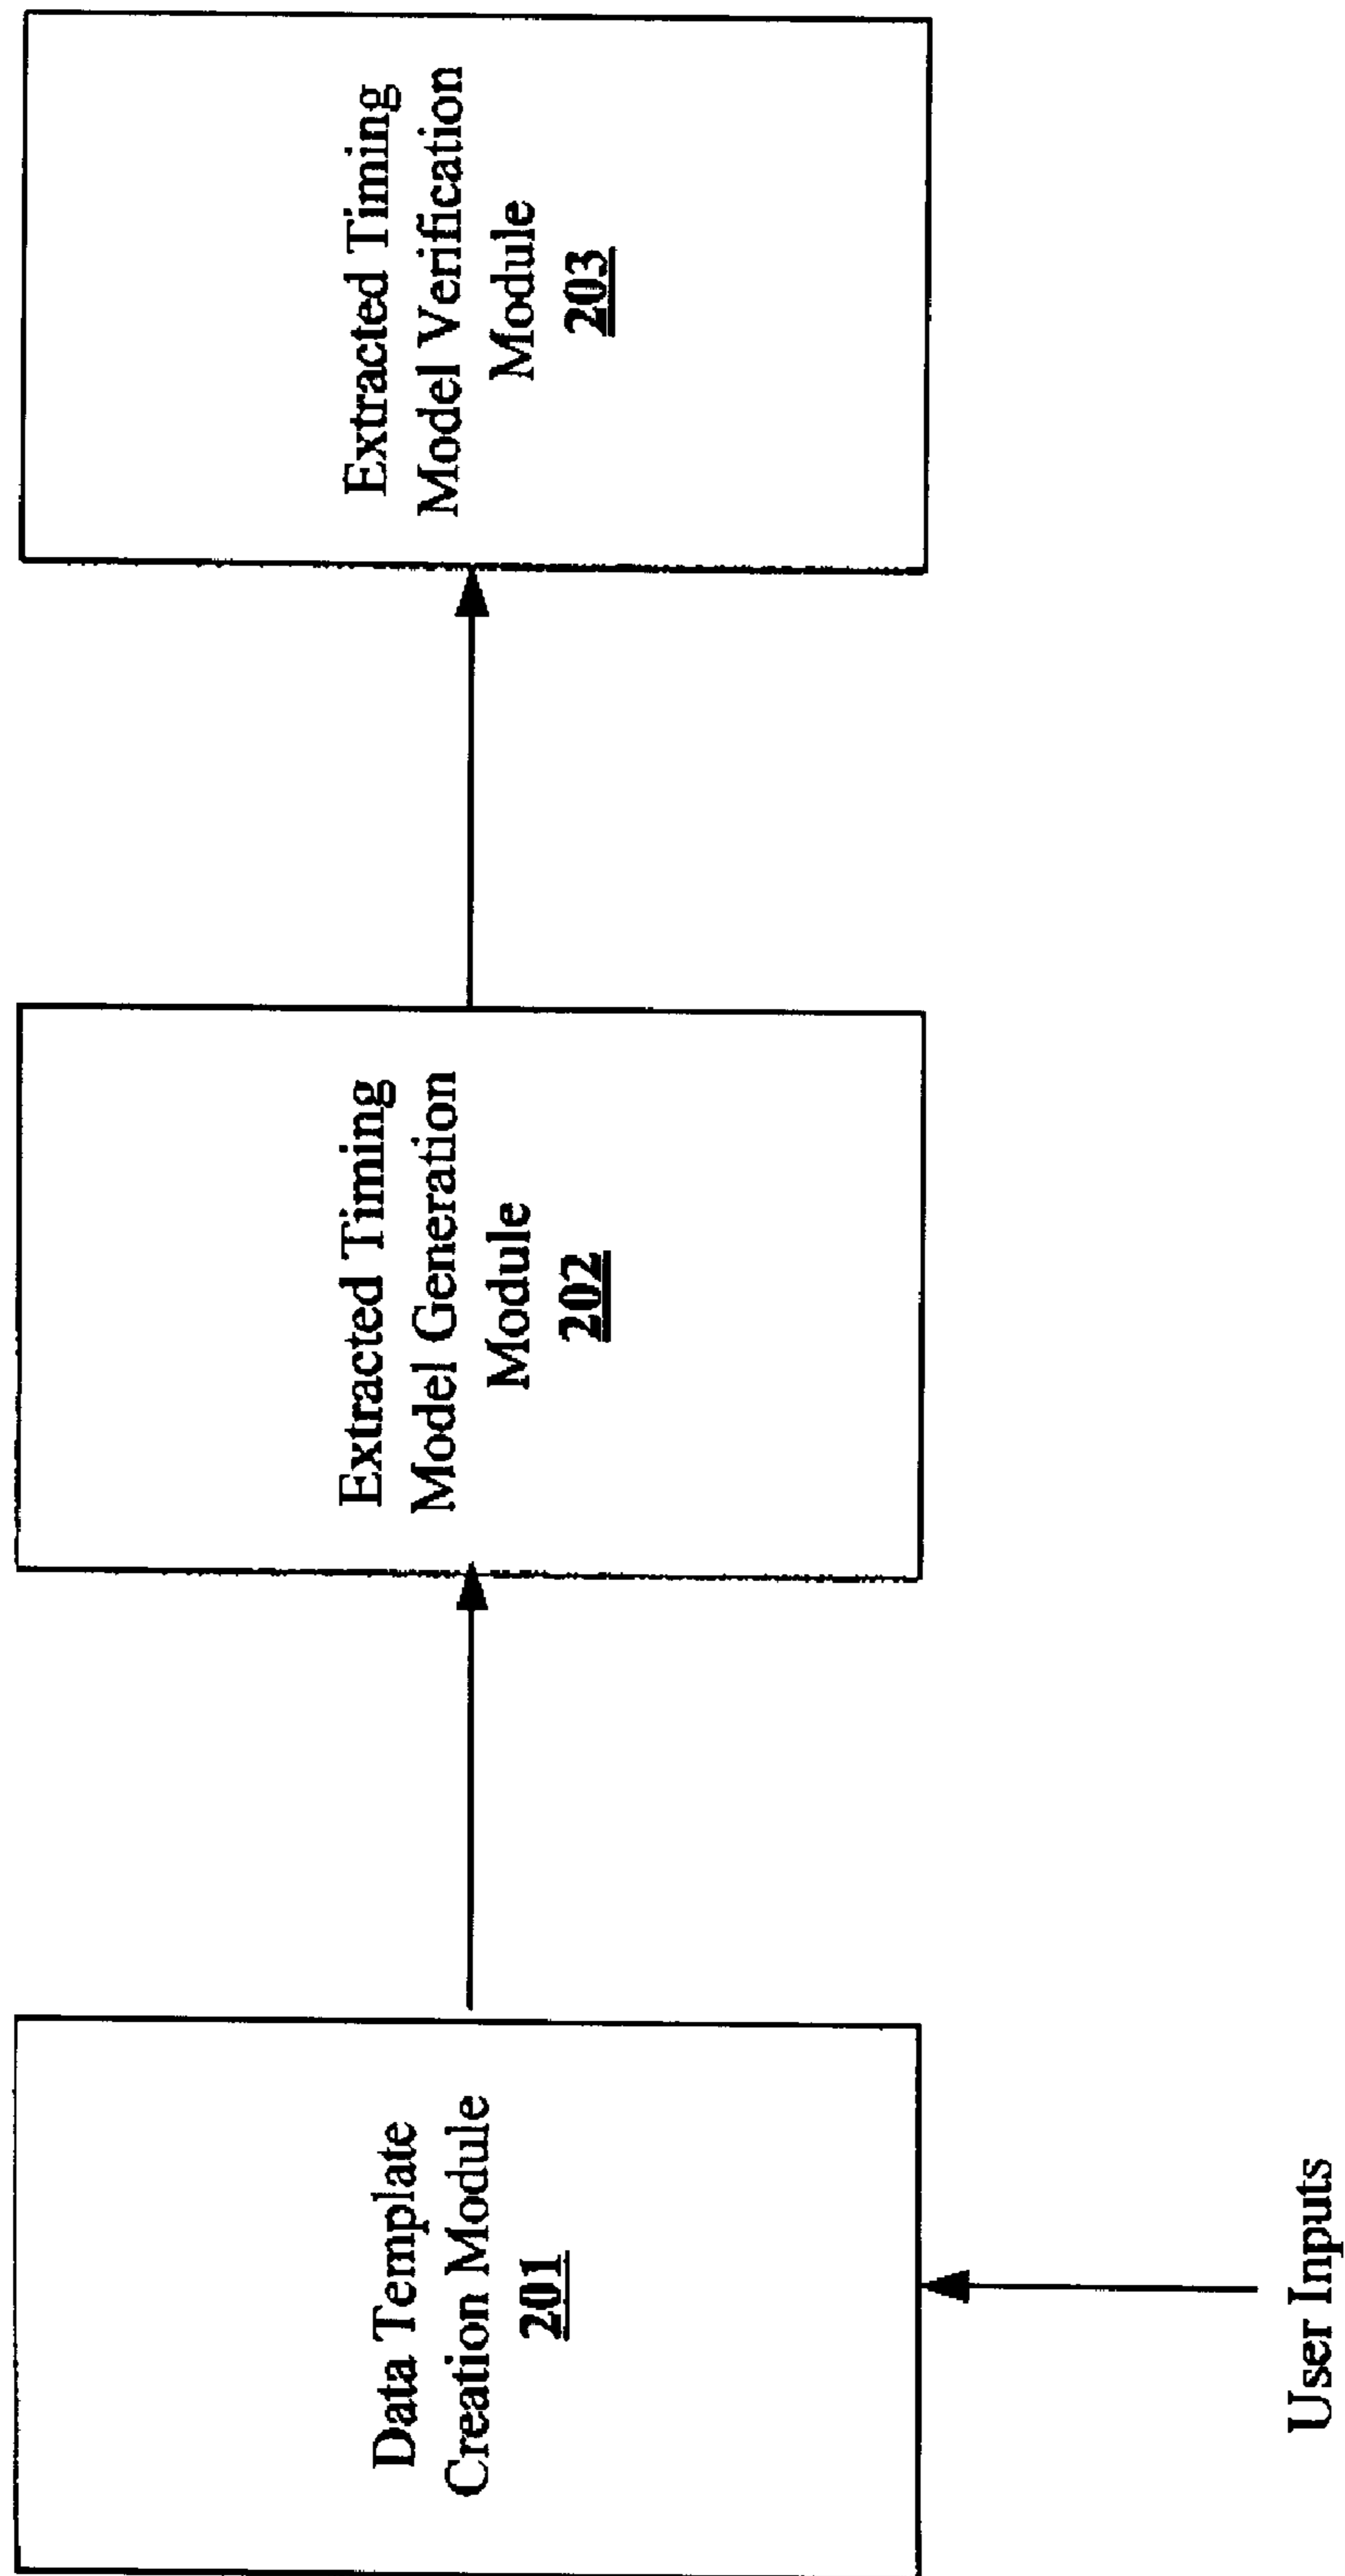 Data Template
Creation Module
201
User Inputs
Extracted Timing
Model Generation
Module
202
Extracted Timing
Model Verification
Module
203